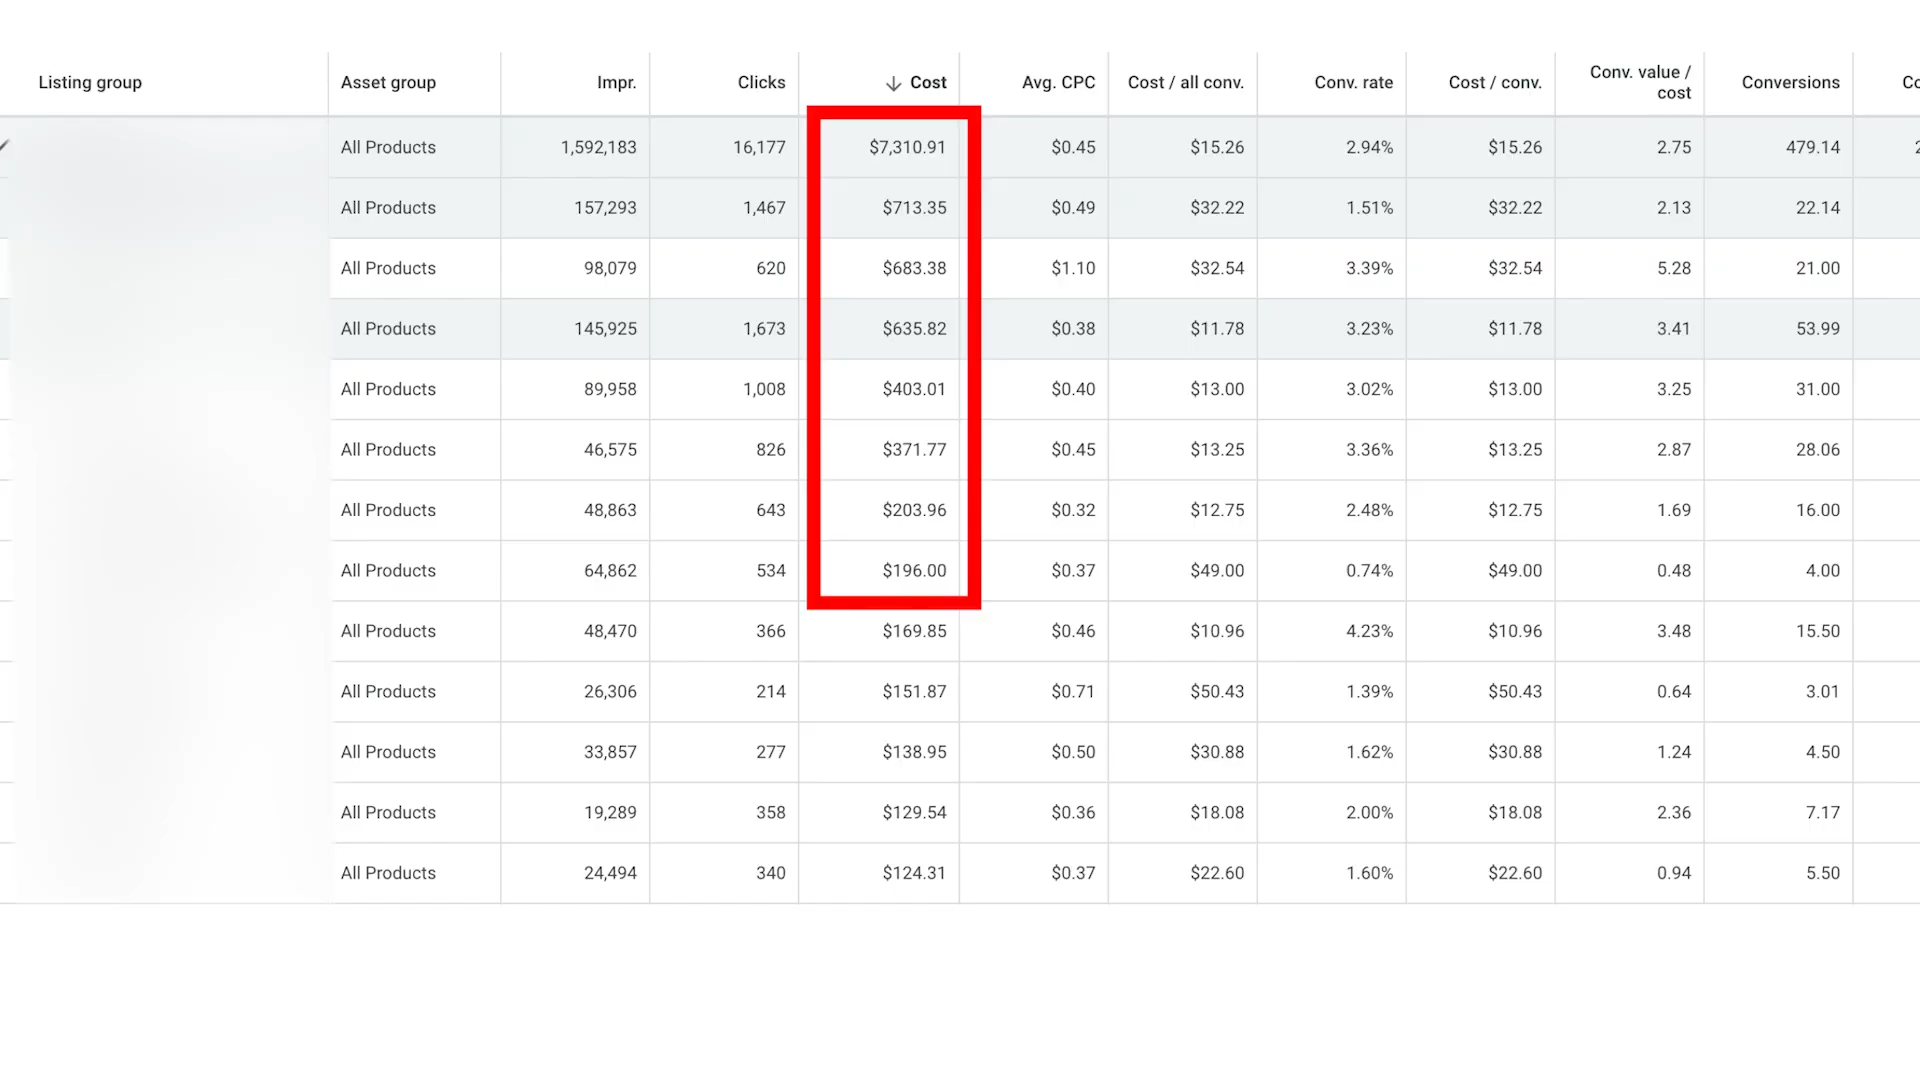 Listing group Asset group Impr. Clicks Cost Avg. CPC Cost / all conv. Conv. rate Cost / conv. Conv. value / cost Conversions Co
All Products 1,592,183 16,177 $7,310.91 $0.45 $15.26 2.94% $15.26 2.75 479.14 2
All Products 157,293 1,467 $713.35 $0.49 $32.22 1.51% $32.22 2.13 22.14
All Products 98,079 620 $683.38 $1.10 $32.54 3.39% $32.54 5.28 21.00
All Products 145,925 1,673 $635.82 $0.38 $11.78 3.23% $11.78 3.41 53.99
All Products 89,958 1,008 $403.01 $0.40 $13.00 3.02% $13.00 3.25 31.00
All Products 46,575 826 $371.77 $0.45 $13.25 3.36% $13.25 2.87 28.06
All Products 48,863 643 $203.96 $0.32 $12.75 2.48% $12.75 1.69 16.00
All Products 64,862 534 $196.00 $0.37 $49.00 0.74% $49.00 0.48 4.00
All Products 48,470 366 $169.85 $0.46 $10.96 4.23% $10.96 3.48 15.50
All Products 26,306 214 $151.87 $0.71 $50.43 1.39% $50.43 0.64 3.01
All Products 33,857 277 $138.95 $0.50 $30.88 1.62% $30.88 1.24 4.50
All Products 19,289 358 $129.54 $0.36 $18.08 2.00% $18.08 2.36 7.17
All Products 24,494 340 $124.31 $0.37 $22.60 1.60% $22.60 0.94 5.50